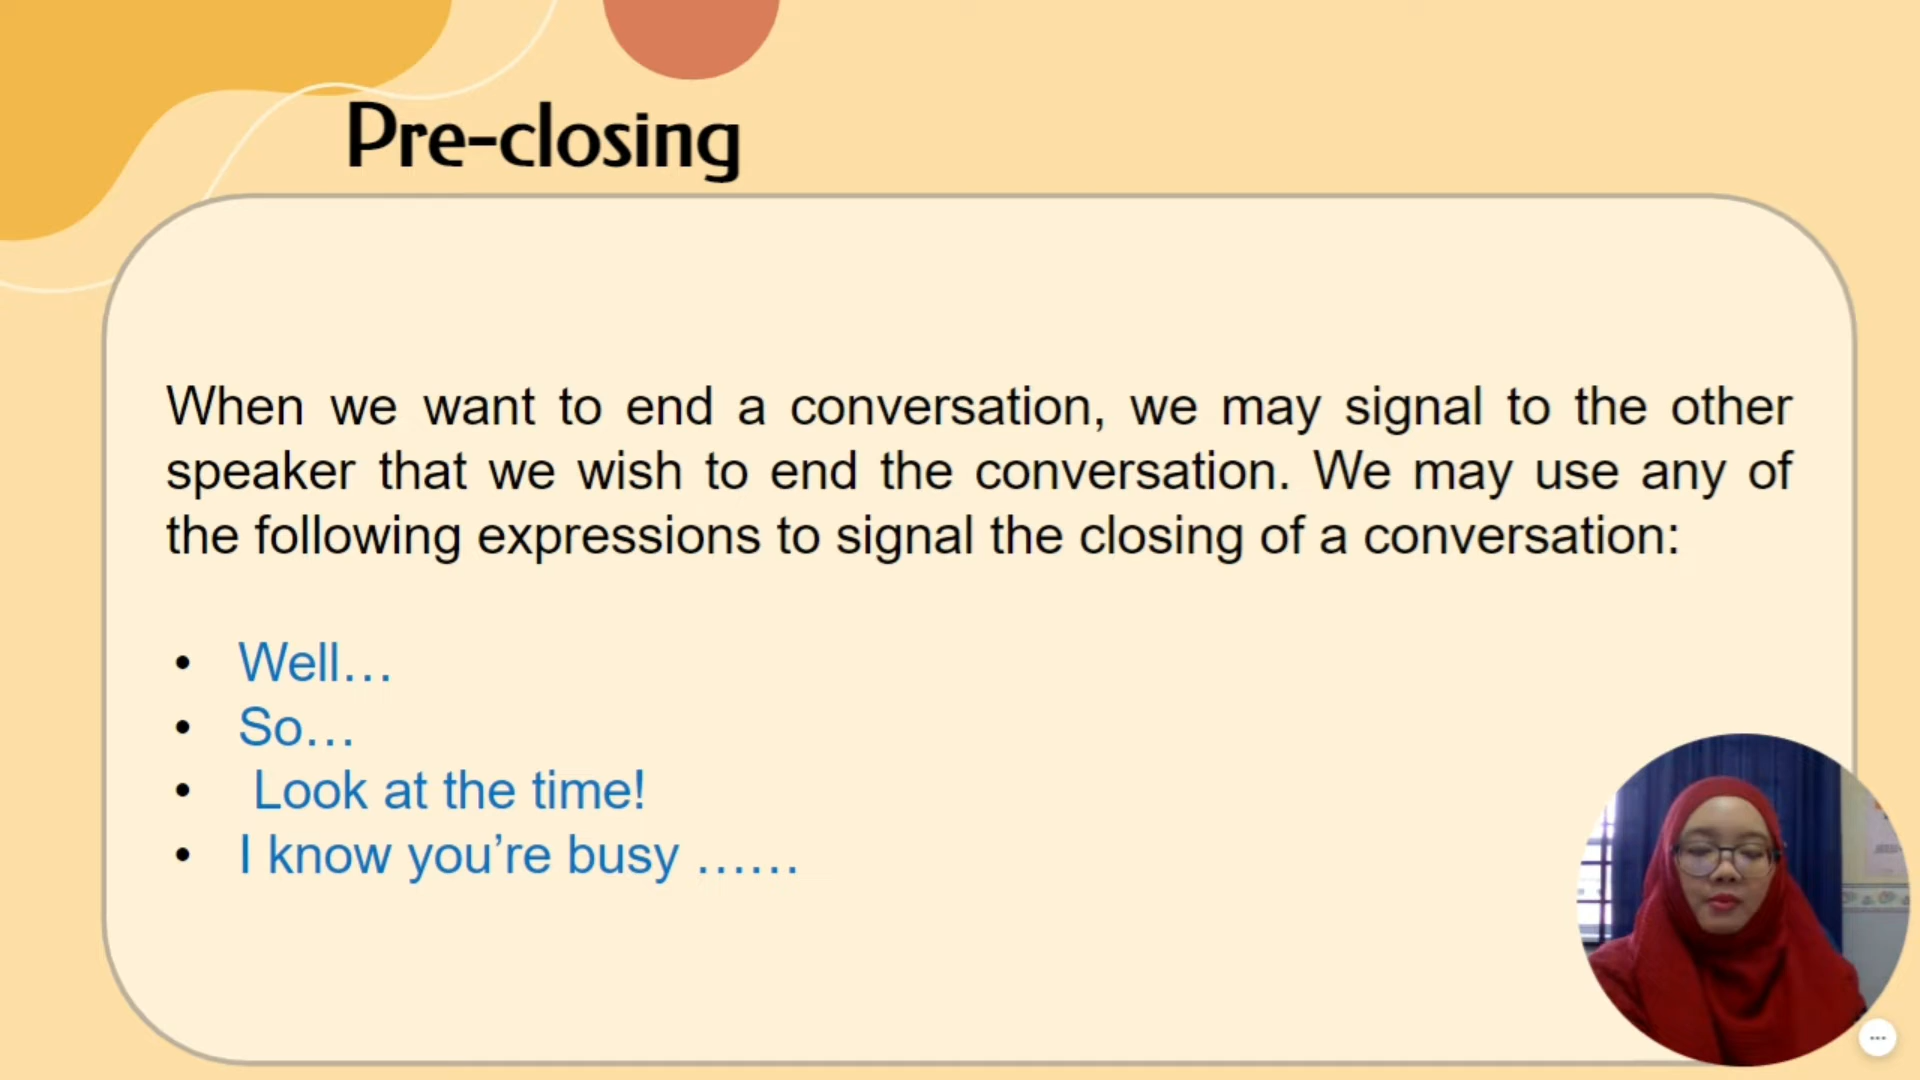 Pre-closing
When we want to end a conversation, we may signal to the other
speaker that we wish to end the conversation. We may use any of
the following expressions to signal the closing of a conversation:
• Well…
• So…
• Look at the time!
• I know you’re busy ……